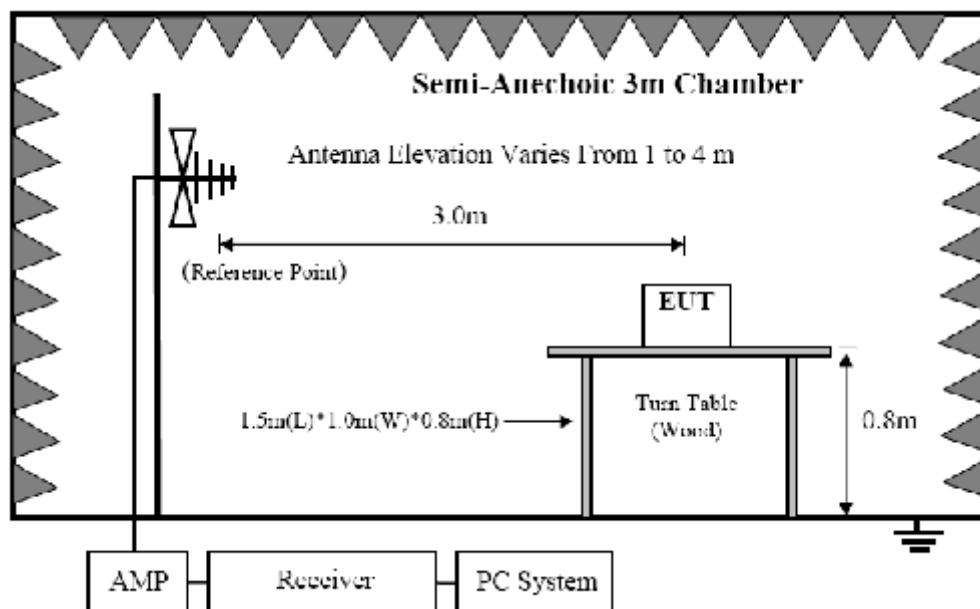 Semi-Anechoic 3m Chamber
Antenna Elevation Varies From 1 to 4 m
3.0m
(Reference Point)
EUT
1.5m(L)*1.0m(W)*0.8m(H)
Turn Table
(Wood)
0.8m
AMP
Receiver
PC System